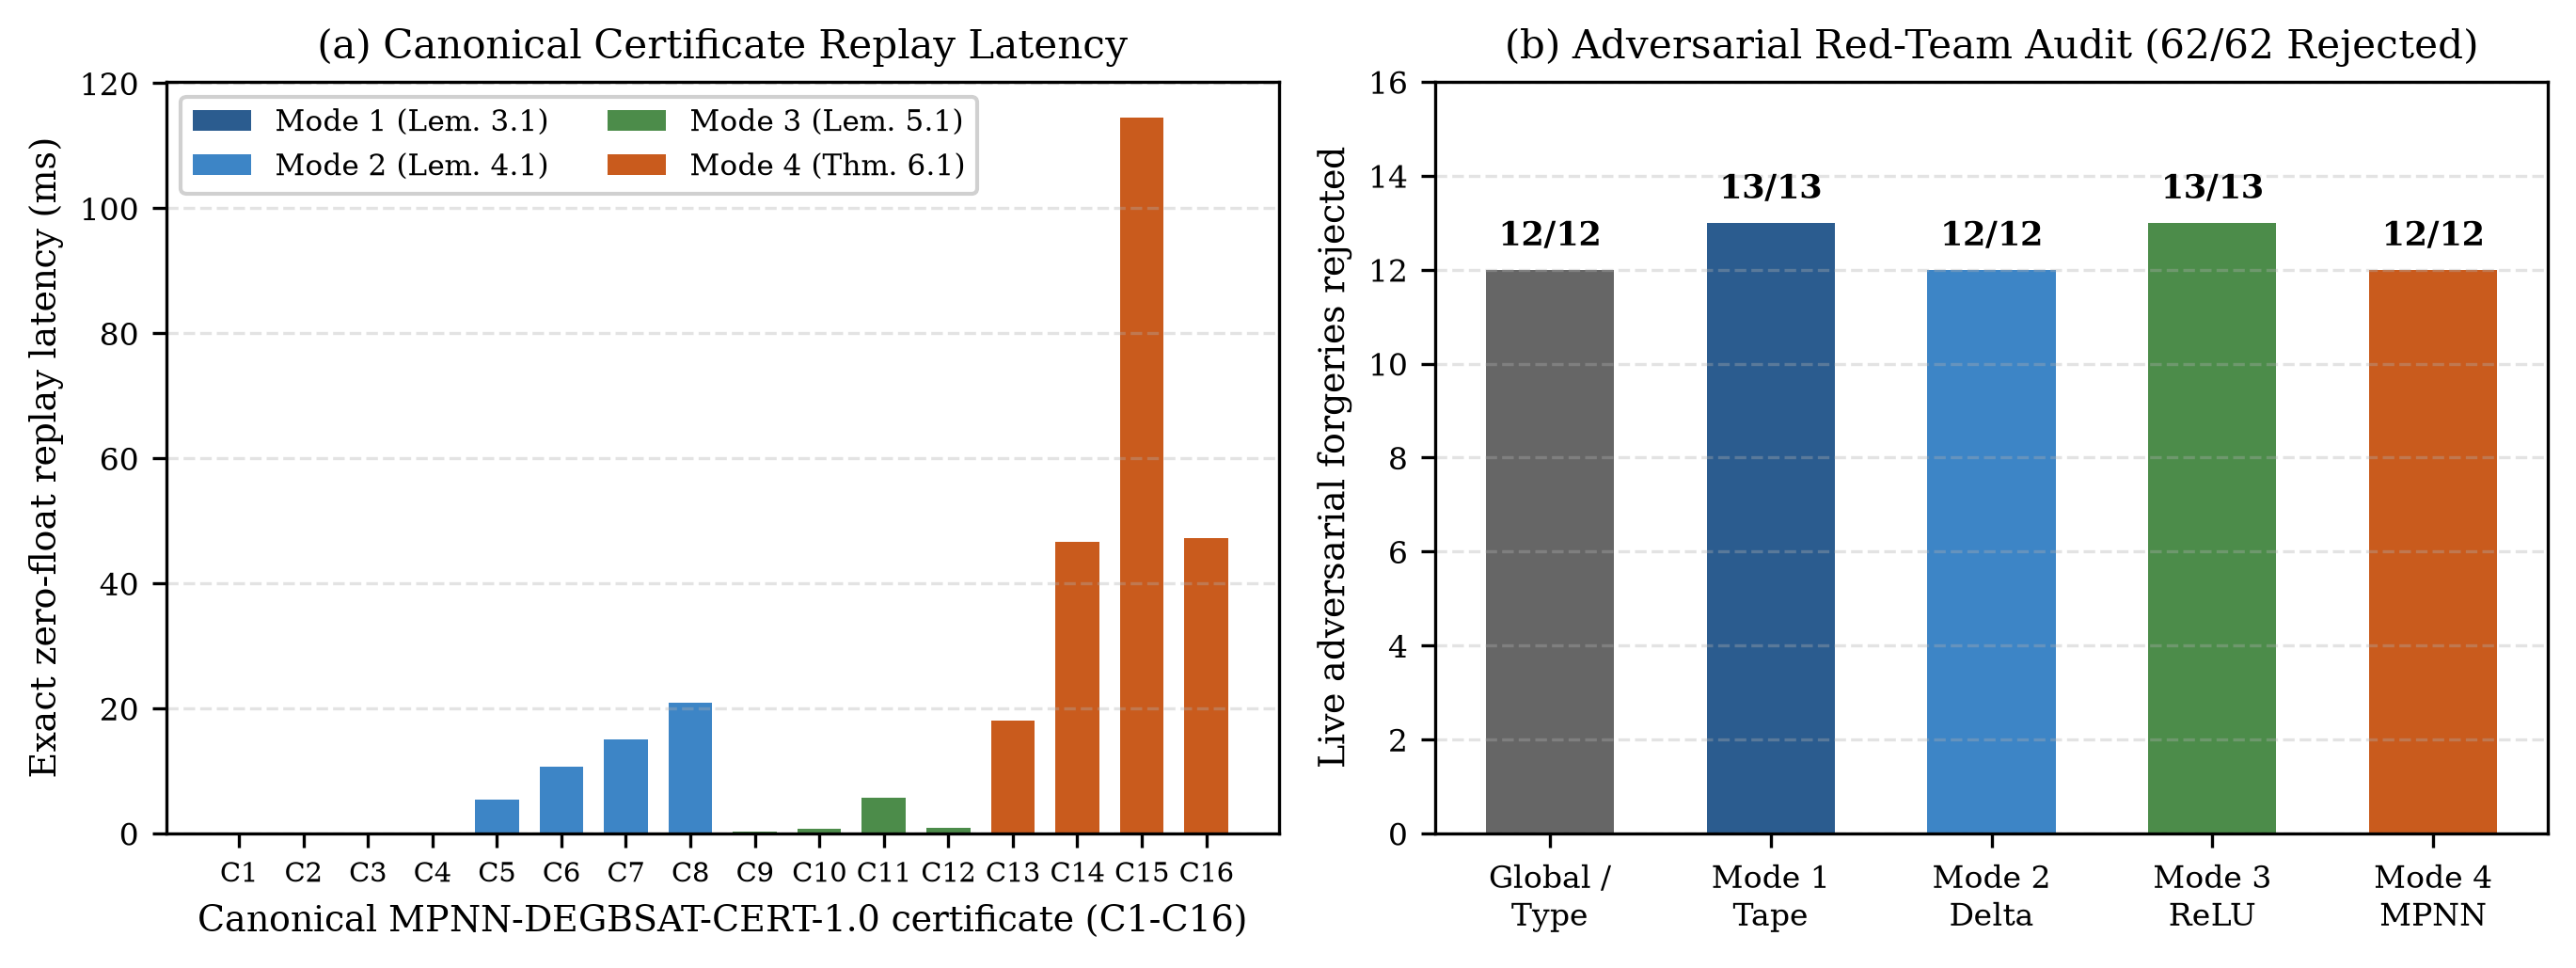 (a) Canonical Certificate Replay Latency
Exact zero-float replay latency (ms)
120
100
80
60
40
20
0
Mode 1 (Lem. 3.1)
Mode 2 (Lem. 4.1)
Mode 3 (Lem. 5.1)
Mode 4 (Thm. 6.1)
C1 C2 C3 C4 C5 C6 C7 C8 C9 C10 C11 C12 C13 C14 C15 C16
Canonical MPNN-DEGBSAT-CERT-1.0 certificate (C1-C16)
(b) Adversarial Red-Team Audit (62/62 Rejected)
Live adversarial forgeries rejected
16
14
12
10
8
6
4
2
0
12/12
13/13
12/12
13/13
12/12
Global /
Type
Mode 1
Tape
Mode 2
Delta
Mode 3
ReLU
Mode 4
MPNN